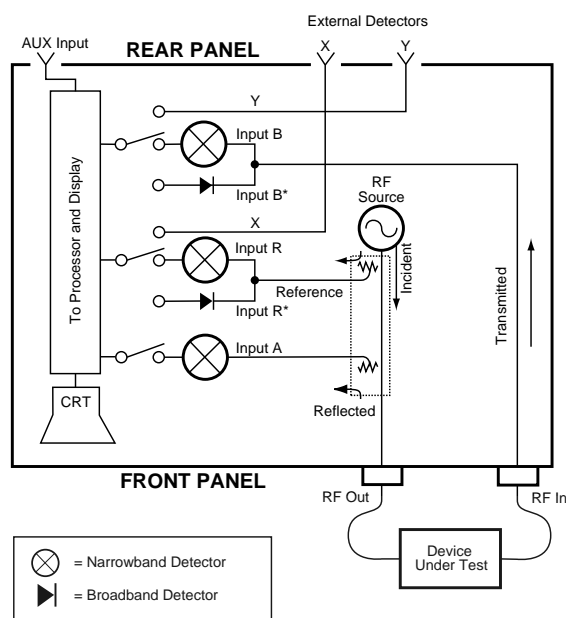 External Detectors
AUX Input
X
Y
REAR PANEL
Y
Input B
Input B*
RF
Source
X
Input R
Incident
Reference
Input R*
Transmitted
To Processor and Display
Input A
CRT
Reflected
FRONT PANEL
RF Out
RF In
Device
Under Test
= Narrowband Detector
= Broadband Detector